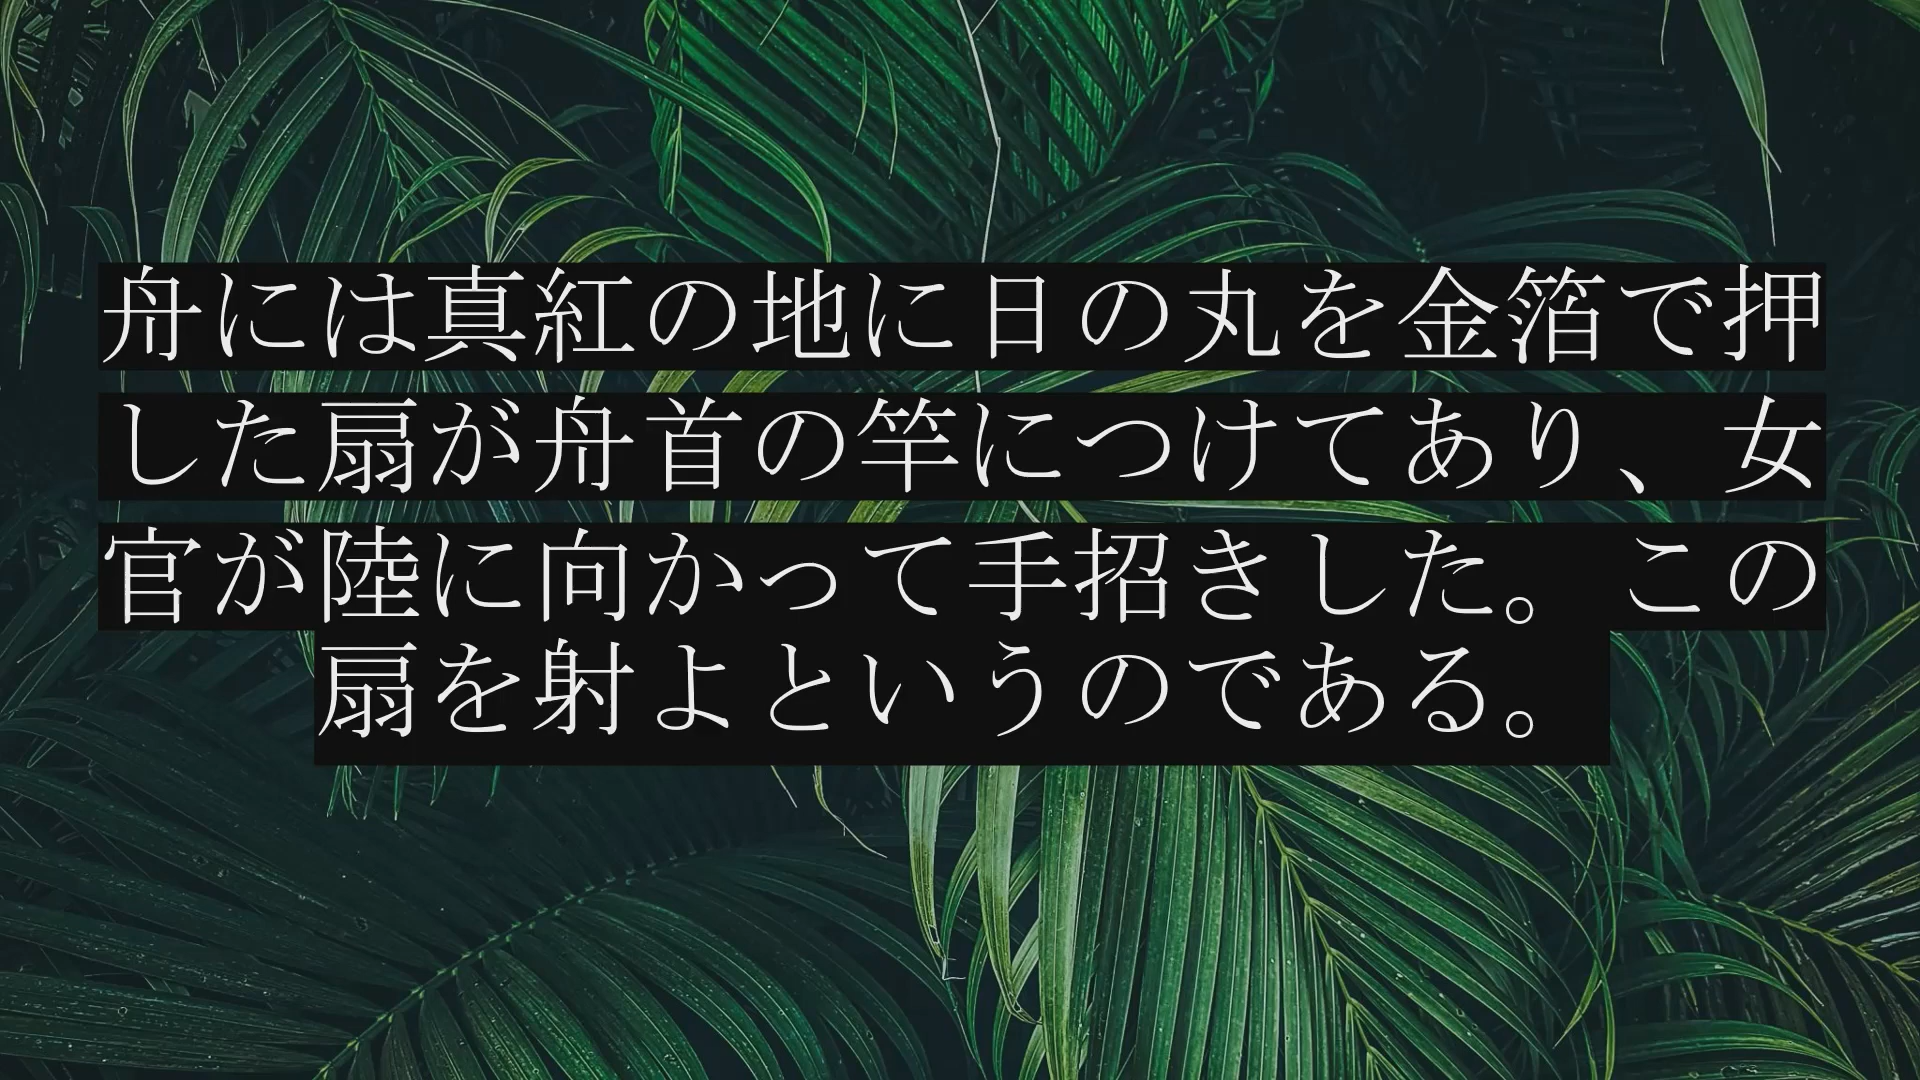 舟には真紅の地に日の丸を金箔で押
した扇が舟首の竿につけてあり、女
官が陸に向かって手招きした。この
扇を射よというのである。